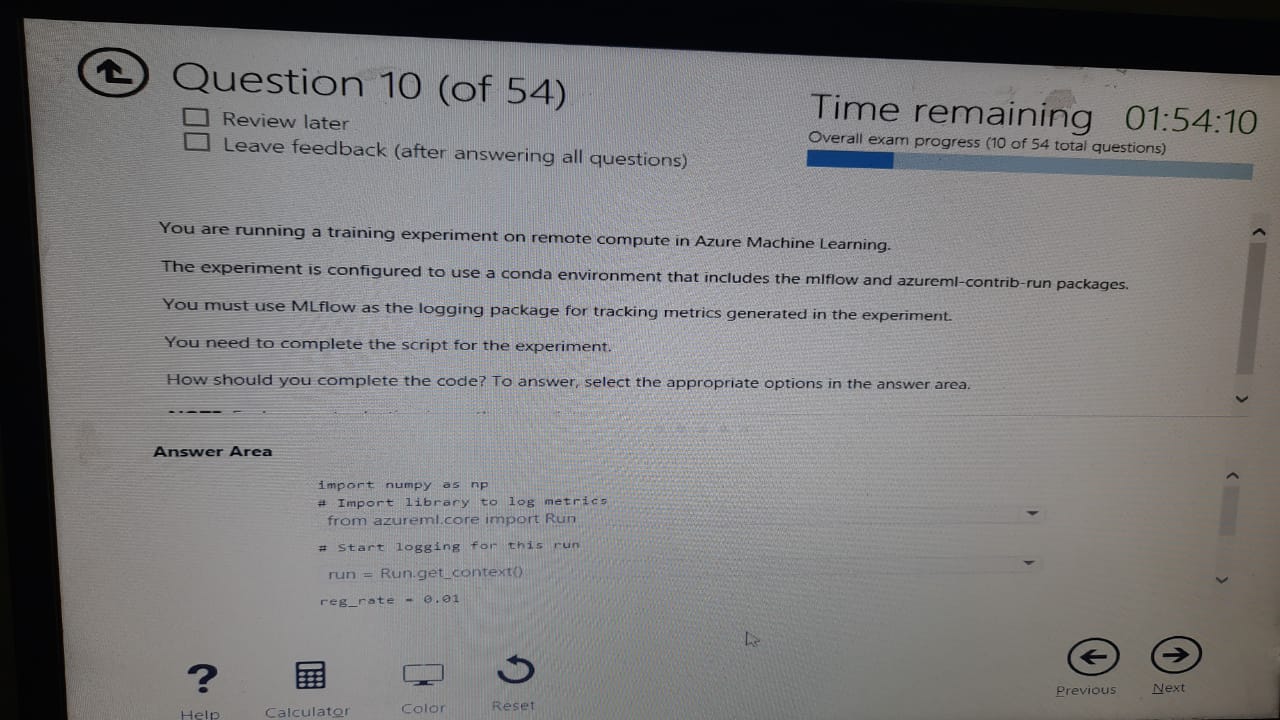 Question 10 (of 54)
Review later
Leave feedback (after answering all questions)
Time remaining 01:54:10
Overall exam progress (10 of 54 total questions)
You are running a training experiment on remote compute in Azure Machine Learning.
The experiment is configured to use a conda environment that includes the mlflow and azureml-contrib-run packages.
You must use MLflow as the logging package for tracking metrics generated in the experiment.
You need to complete the script for the experiment.
How should you complete the code? To answer, select the appropriate options in the answer area.
Answer Area
import numpy as np
# Import library to log metrics
from azureml.core import Run
# Start logging for this run
run = Run.get_context()
reg_rate = 0.01
Help
Calculator
Color
Reset
Previous
Next